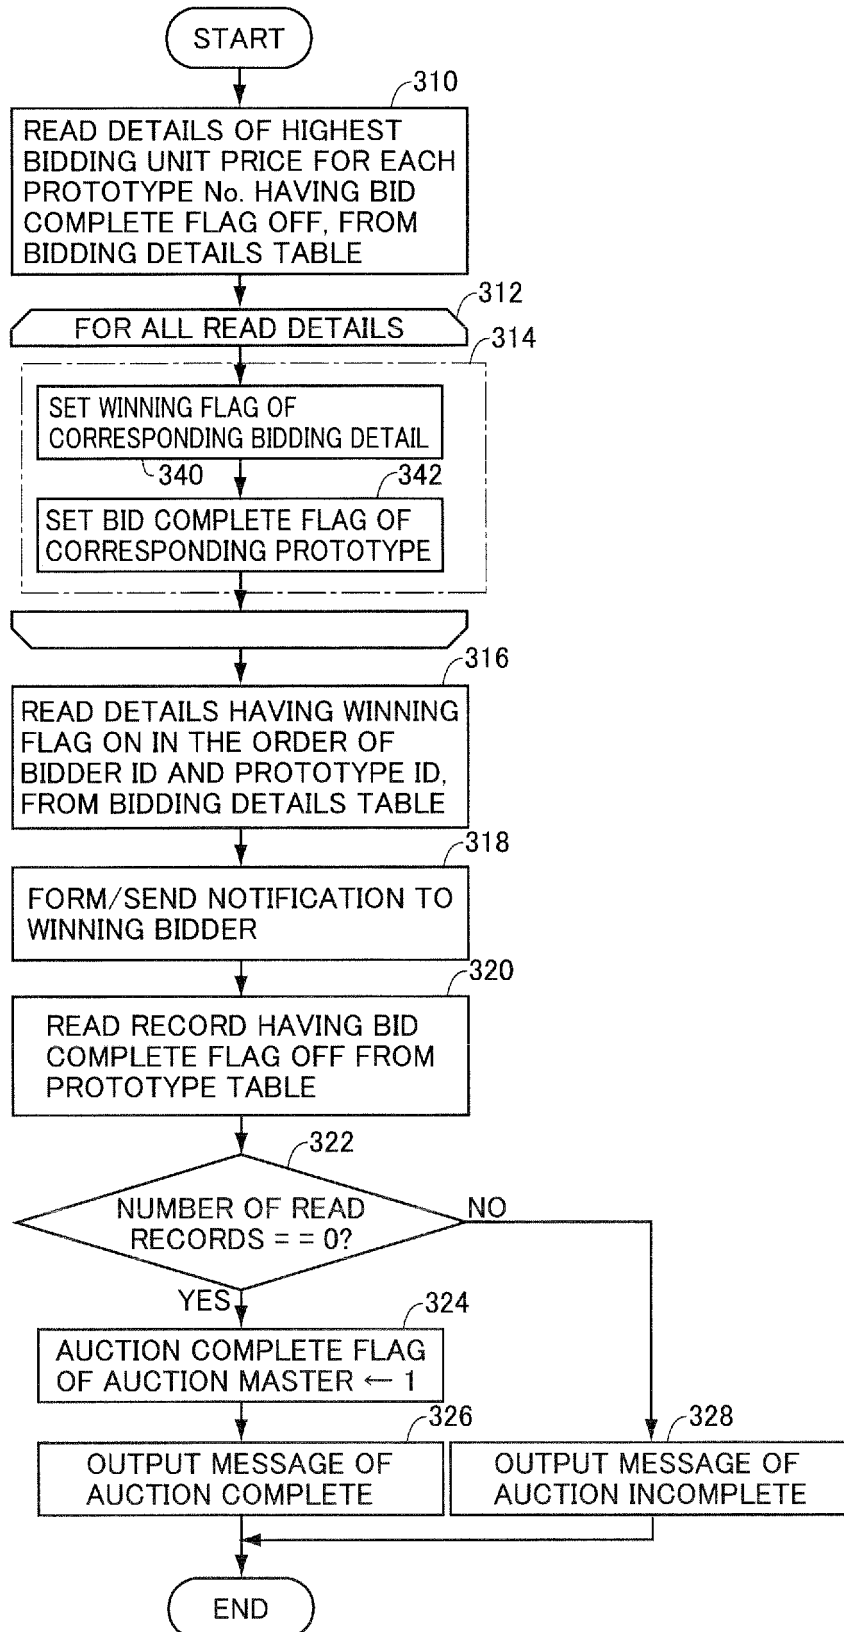 START
310
READ DETAILS OF HIGHEST
BIDDING UNIT PRICE FOR EACH
PROTOTYPE No. HAVING BID
COMPLETE FLAG OFF, FROM
BIDDING DETAILS TABLE
312
FOR ALL READ DETAILS
314
SET WINNING FLAG OF
CORRESPONDING BIDDING DETAIL
340
342
SET BID COMPLETE FLAG OF
CORRESPONDING PROTOTYPE
316
READ DETAILS HAVING WINNING
FLAG ON IN THE ORDER OF
BIDDER ID AND PROTOTYPE ID,
FROM BIDDING DETAILS TABLE
318
FORM/SEND NOTIFICATION TO
WINNING BIDDER
320
READ RECORD HAVING BID
COMPLETE FLAG OFF FROM
PROTOTYPE TABLE
322
NUMBER OF READ
RECORDS = = 0?
NO
YES
324
AUCTION COMPLETE FLAG
OF AUCTION MASTER ← 1
326
OUTPUT MESSAGE OF
AUCTION COMPLETE
328
OUTPUT MESSAGE OF
AUCTION INCOMPLETE
END